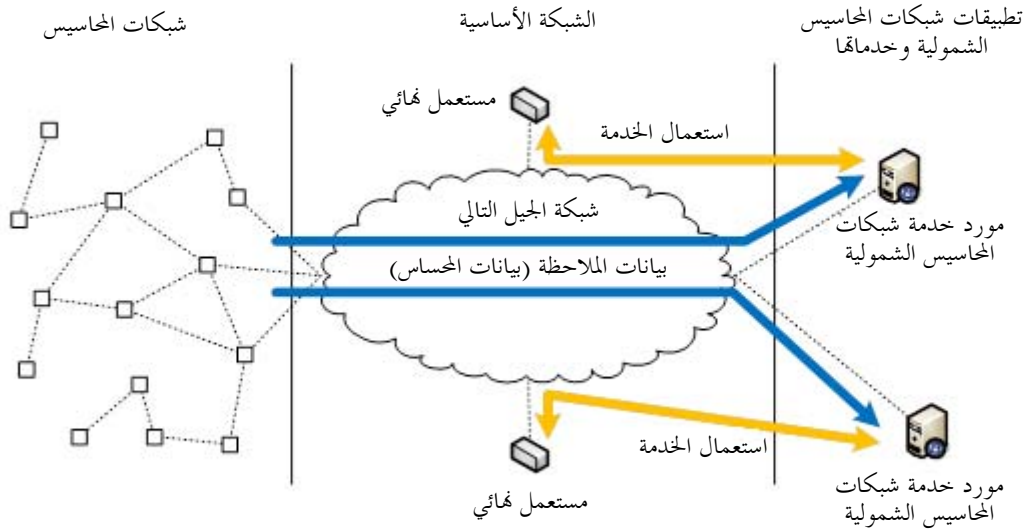 تطبيقات شبكات المحاسيس
الشمولية وخدماتها
الشبكة الأساسية
شبكات المحاسيس
مستعمل نهائي
استعمال الخدمة
شبكة الجيل التالي
مورد خدمة شبكات
المحاسيس الشمولية
بيانات الملاحظة (بيانات المحساس)
استعمال الخدمة
مستعمل نهائي
مورد خدمة شبكات
المحاسيس الشمولية